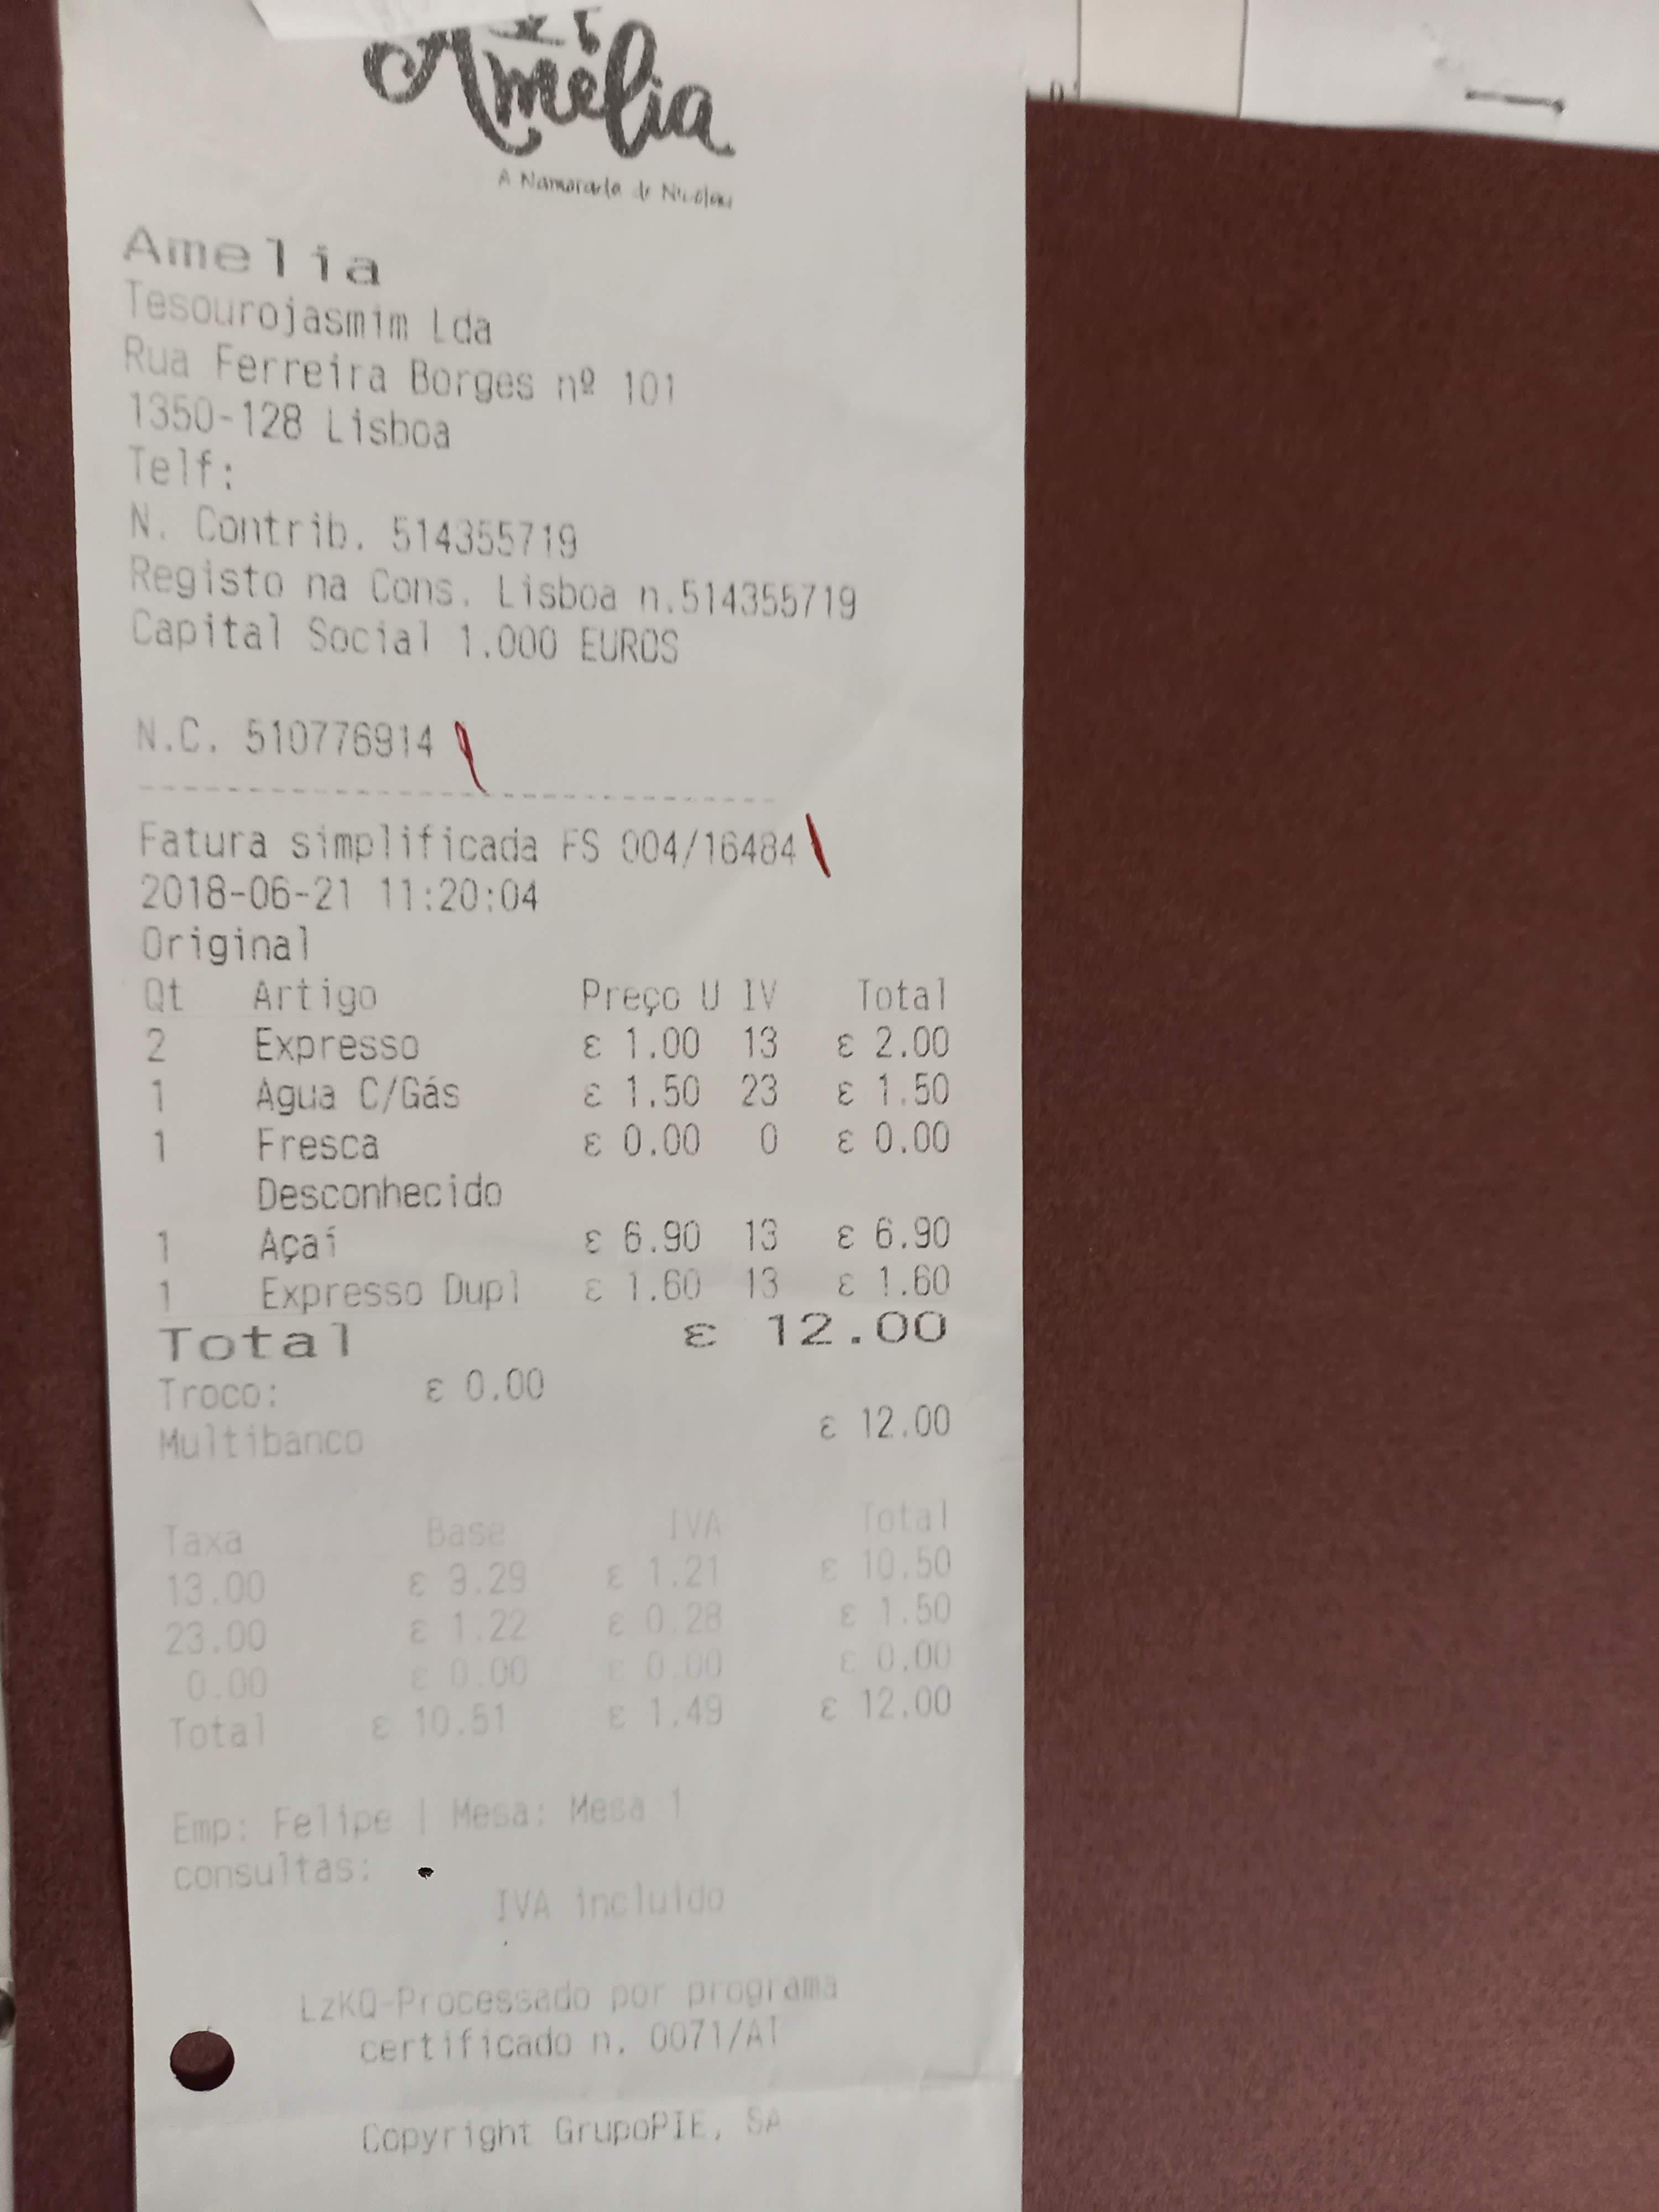 Amélia
A Namorada do Nicolau
Amelia
Tesourojasmim Lda
Rua Ferreira Borges nº 101
1350-128 Lisboa
Telf:
N. Contrib. 514355719
Registo na Cons. Lisboa n.514355719
Capital Social 1.000 EUROS
N.C. 510776914
--------------------------------
Fatura simplificada FS 004/16484
2018-06-21 11:20:04
Original
Qt Artigo Preço U IV Total
2 Expresso € 1.00 13 € 2.00
1 Agua C/Gás € 1.50 23 € 1.50
1 Fresca € 0.00 0 € 0.00
Desconhecido
1 Açaí € 6.90 13 € 6.90
1 Expresso Dupl € 1.60 13 € 1.60
Total € 12.00
Troco: € 0.00
Multibanco € 12.00
Taxa Base IVA Total
13.00 € 9.29 € 1.21 € 10.50
23.00 € 1.22 € 0.28 € 1.50
0.00 € 0.00 € 0.00 € 0.00
Total € 10.51 € 1.49 € 12.00
Emp: Felipe | Mesa: Mesa 1
consultas:
IVA incluido
LzKQ-Processado por programa
certificado n. 0071/AT
Copyright GrupoPIE, SA